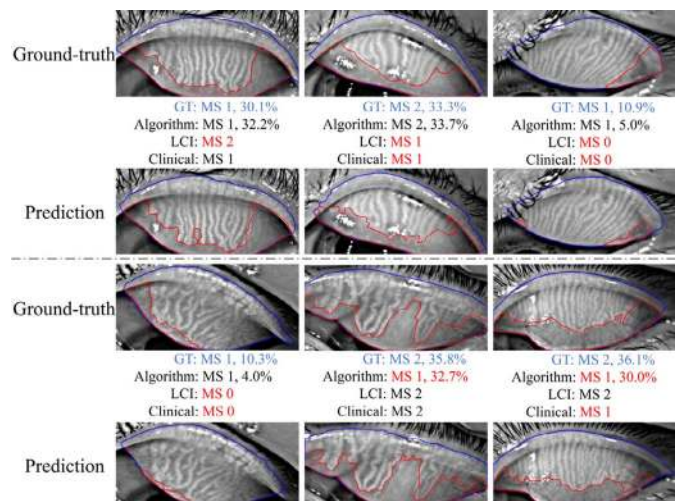 Ground-truth
GT: MS 1, 30.1% GT: MS 2, 33.3% GT: MS 1, 10.9%
Algorithm: MS 1, 32.2% Algorithm: MS 2, 33.7% Algorithm: MS 1, 5.0%
LCI: MS 2 LCI: MS 1 LCI: MS 0
Clinical: MS 1 Clinical: MS 1 Clinical: MS 0
Prediction
Ground-truth
GT: MS 1, 10.3% GT: MS 2, 35.8% GT: MS 2, 36.1%
Algorithm: MS 1, 4.0% Algorithm: MS 1, 32.7% Algorithm: MS 1, 30.0%
LCI: MS 0 LCI: MS 2 LCI: MS 2
Clinical: MS 0 Clinical: MS 2 Clinical: MS 1
Prediction